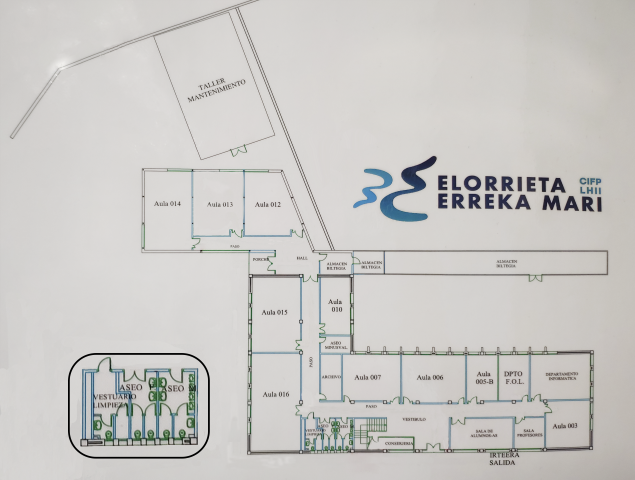 TALLER
MANTENIMIENTO
ELORRIETA
ERREKA MARI
CIFP
LHII
Aula 014
Aula 013
Aula 012
PASO
PORCHE
HALL
ALMACEN
BILTEGIA
ALMACEN
BILTEGIA
ALMACEN
BILTEGIA
Aula 015
Aula
010
ASEO
MINUSVAL
PASO
ARCHIVO
Aula 007
Aula 006
Aula
005-B
DPTO
F.O.L.
DEPARTAMENTO
INFORMATICA
Aula 016
PASO
VESTIBULO
CONSERJERIA
SALA DE
ALUMNOS/AS
SALA
PROFESORES
Aula 003
IRTEERA
SALIDA
ASEO
SEO
VESTUARIO
LIMPIEZA